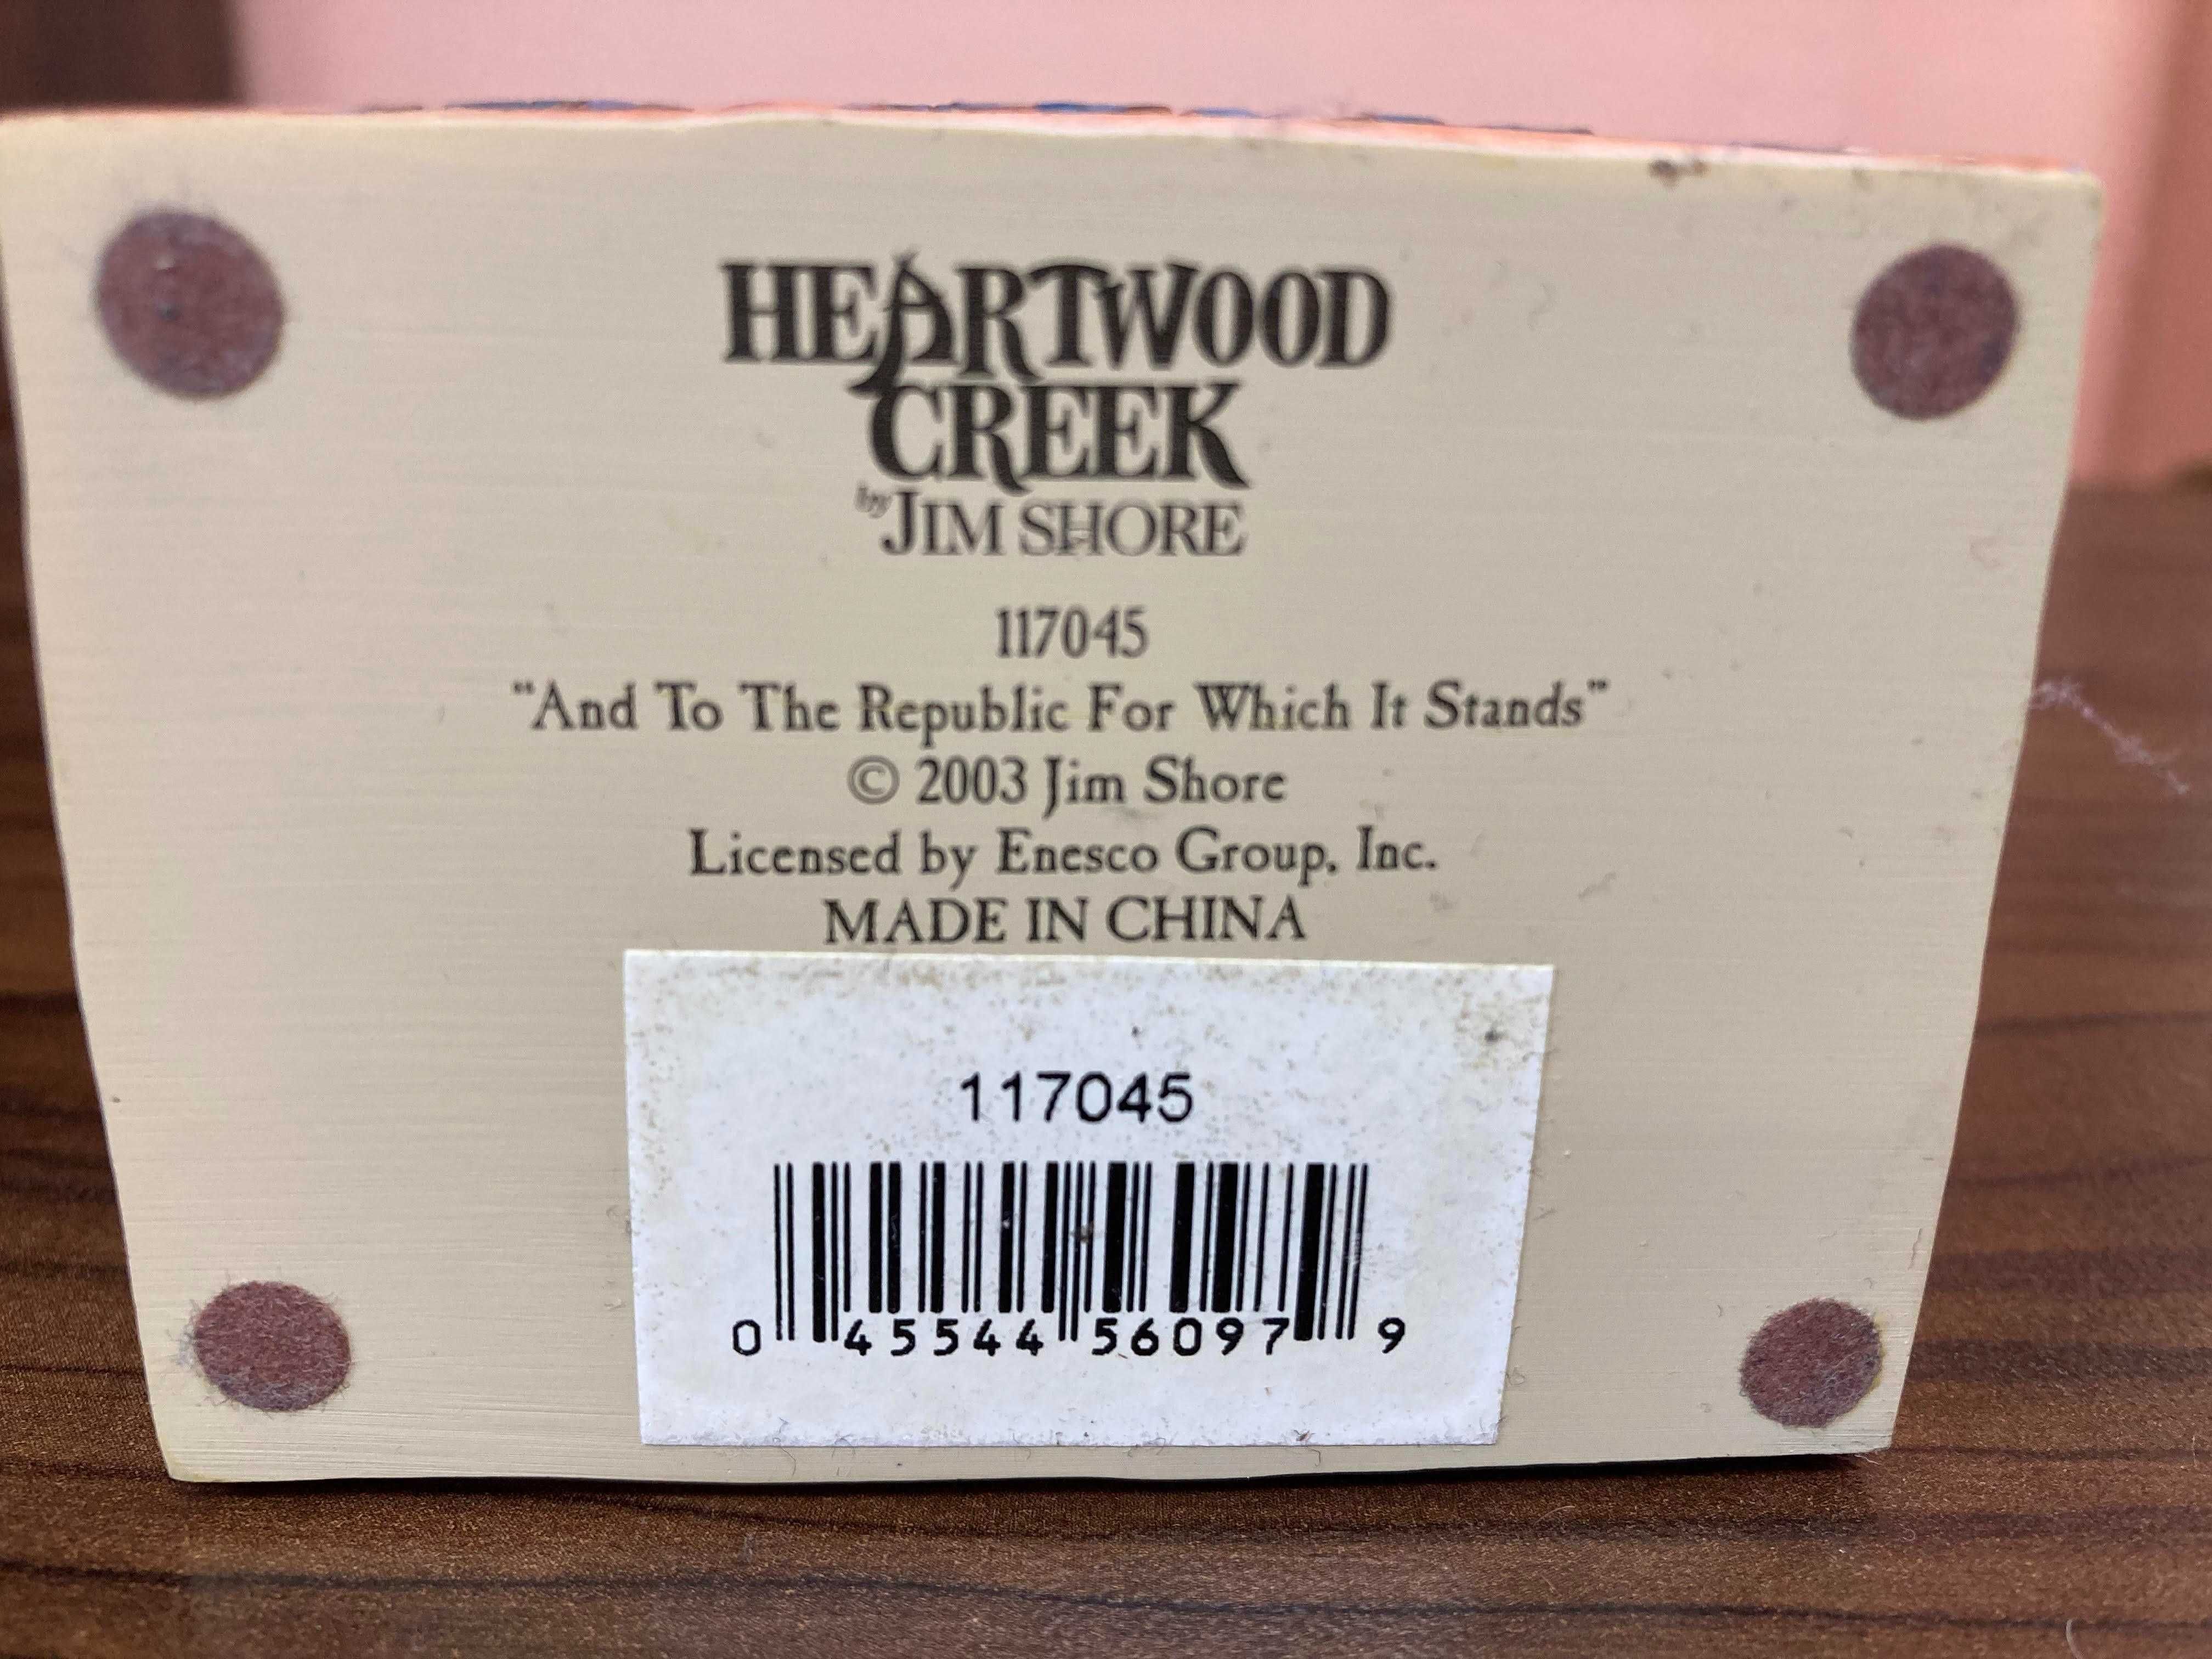 HEARTWOOD
CREEK
by JIM SHORE
117045
"And To The Republic For Which It Stands"
© 2003 Jim Shore
Licensed by Enesco Group, Inc.
MADE IN CHINA
117045
0 45544 56097 9